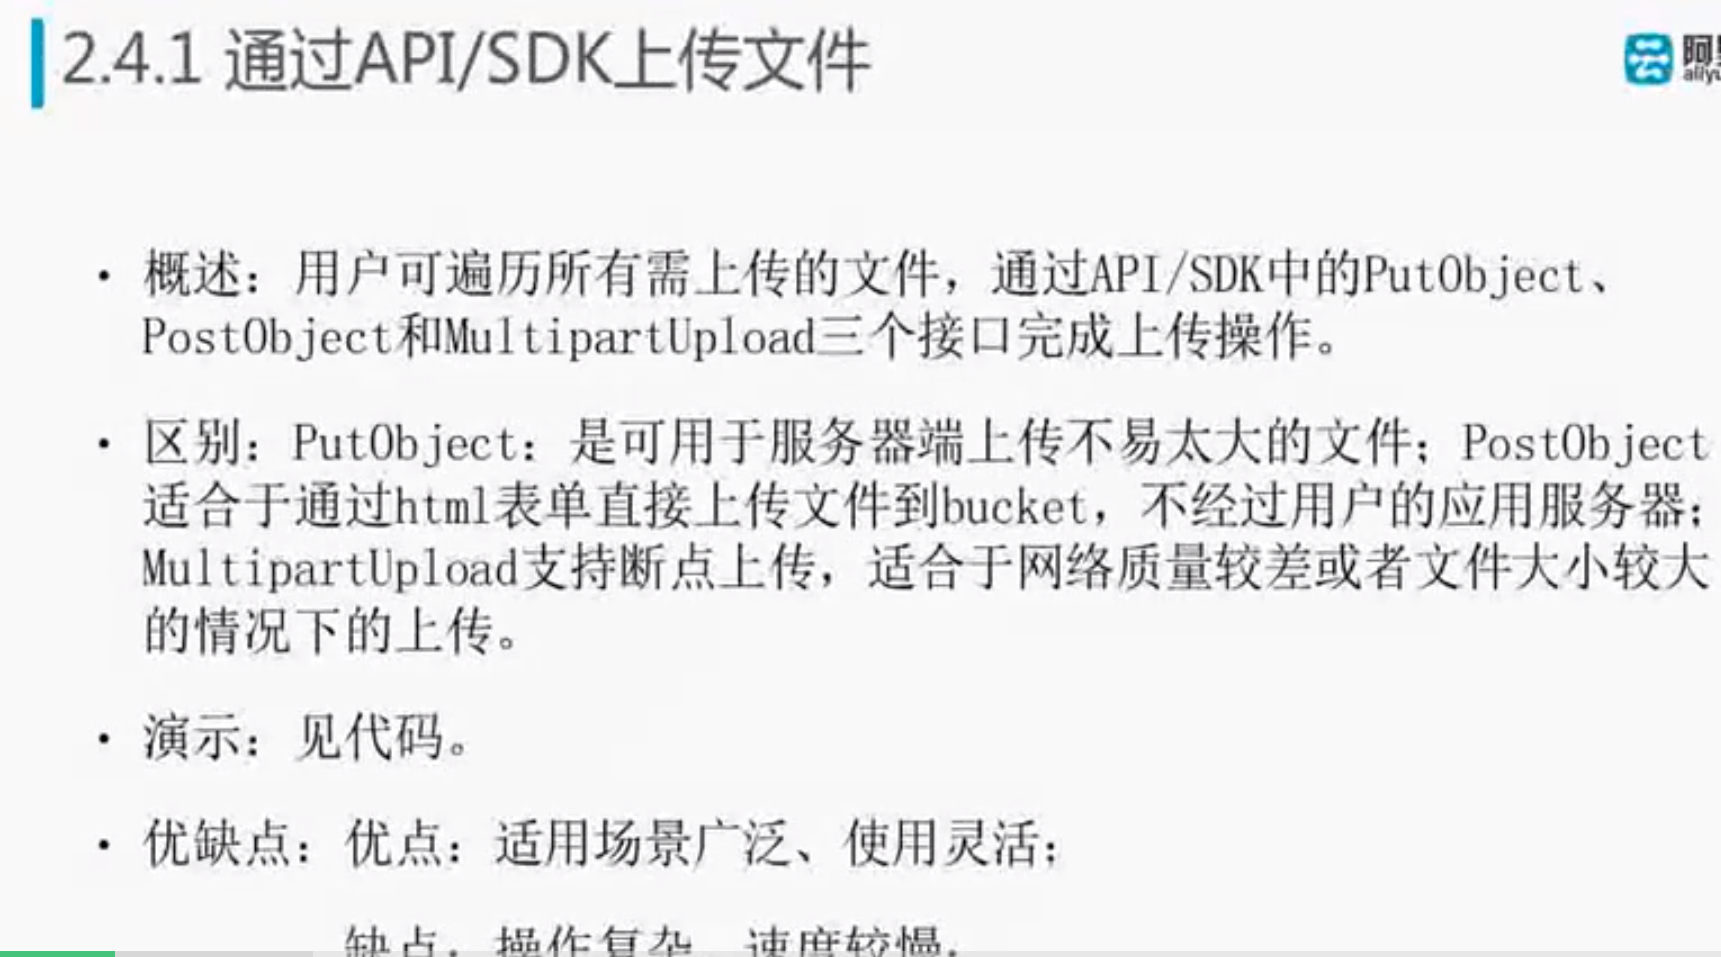 2.4.1 通过API/SDK上传文件
阿里
aliyu
• 概述：用户可遍历所有需上传的文件，通过API/SDK中的PutObject、
PostObject和MultipartUpload三个接口完成上传操作。
• 区别：PutObject：是可用于服务器端上传不易太大的文件；PostObject
适合于通过html表单直接上传文件到bucket，不经过用户的应用服务器；
MultipartUpload支持断点上传，适合于网络质量较差或者文件大小较大
的情况下的上传。
• 演示：见代码。
• 优缺点：优点：适用场景广泛、使用灵活；
缺点：操作复杂、速度较慢。